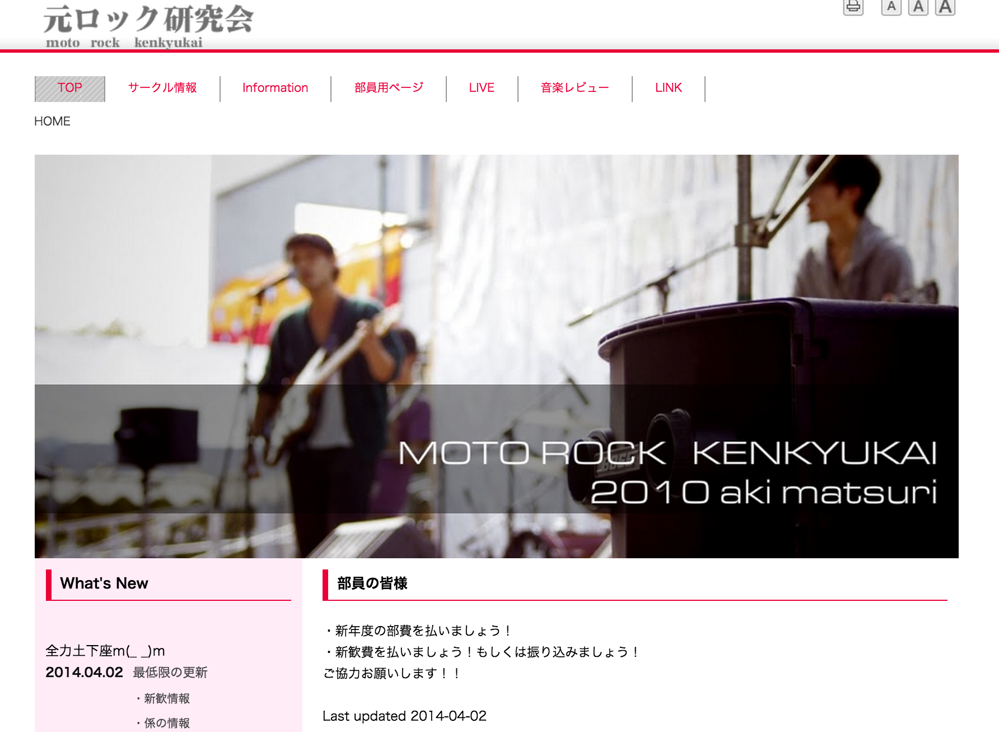 元ロック研究会
moto rock kenkyukai
A A A
TOP サークル情報 Information 部員用ページ LIVE 音楽レビュー LINK
HOME
MOTO ROCK KENKYUKAI
2010 aki matsuri
What's New
全力土下座m(_ _)m
2014.04.02 最低限の更新
・新歓情報
・係の情報
部員の皆様
・新年度の部費を払いましょう！
・新歓費を払いましょう！もしくは振り込みましょう！
ご協力お願いします！！
Last updated 2014-04-02